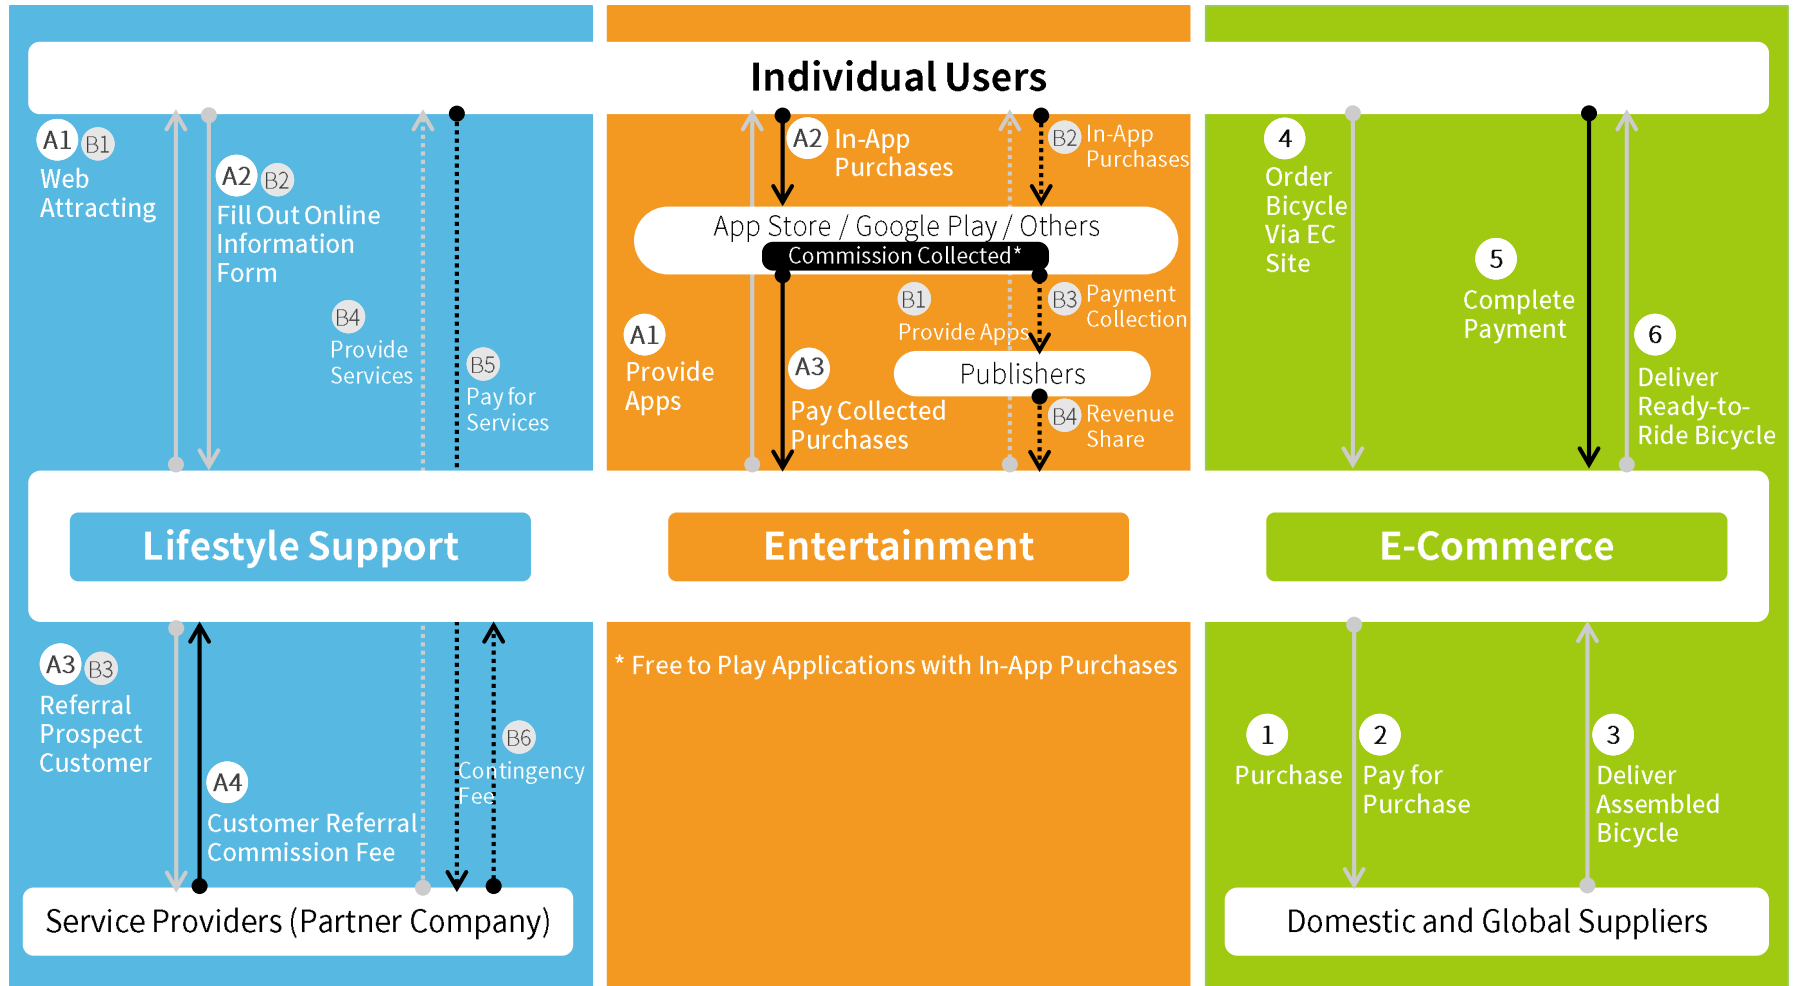 Individual Users
A1 B1
Web
Attracting
A2 B2
Fill Out Online
Information
Form
B4
Provide
Services
B5
Pay for
Services
A2 In-App
Purchases
B2 In-App
Purchases
App Store / Google Play / Others
Commission Collected*
A1
Provide
Apps
A3
Pay Collected
Purchases
B1
Provide Apps
B3 Payment
Collection
Publishers
B4 Revenue
Share
4
Order
Bicycle
Via EC
Site
5
Complete
Payment
6
Deliver
Ready-to-
Ride Bicycle
Lifestyle Support
Entertainment
E-Commerce
A3 B3
Referral
Prospect
Customer
A4
Customer Referral
Commission Fee
B6
Contingency
Fee
Service Providers (Partner Company)
* Free to Play Applications with In-App Purchases
1
Purchase
2
Pay for
Purchase
3
Deliver
Assembled
Bicycle
Domestic and Global Suppliers